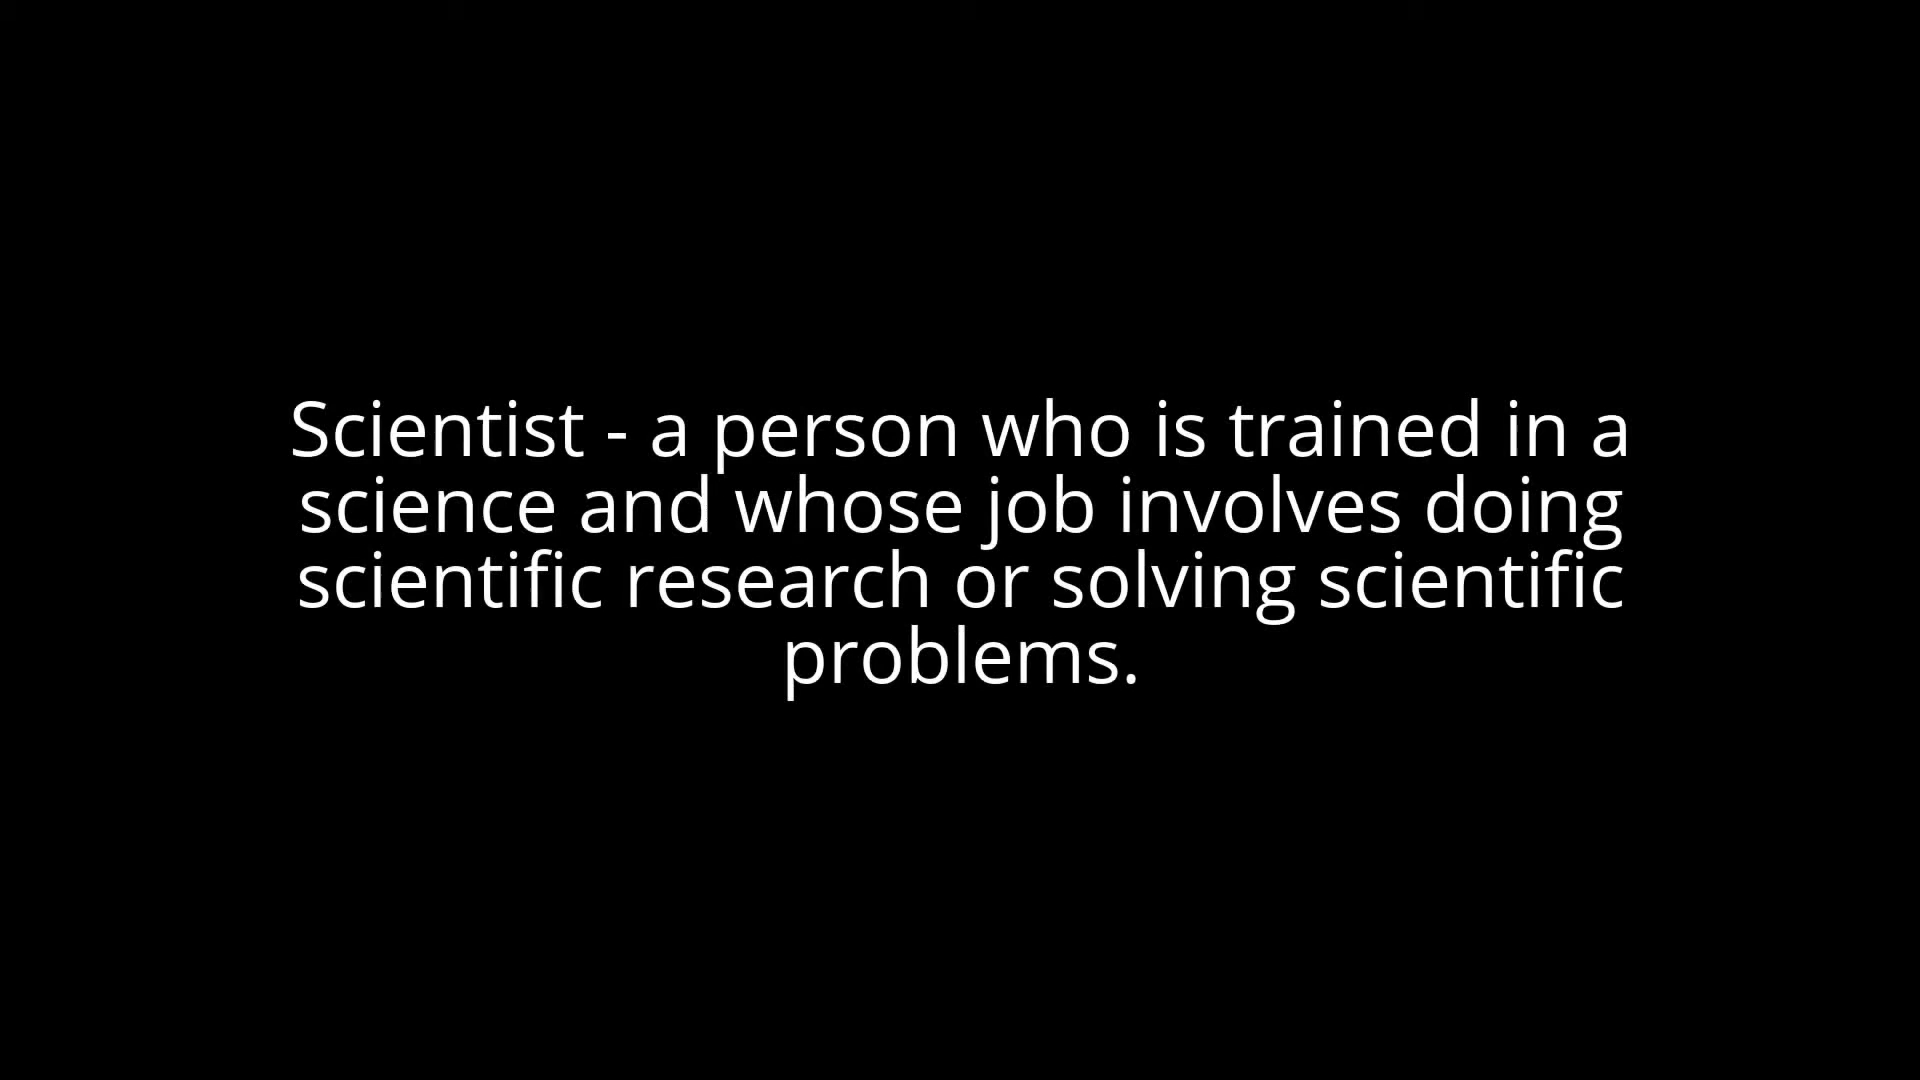 Scientist - a person who is trained in a
science and whose job involves doing
scientific research or solving scientific
problems.